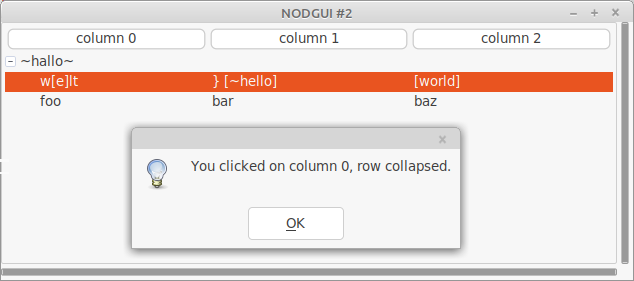 NODGUI #2
column 0 column 1 column 2
~hallo~
w[e]lt } [~hello] [world]
foo bar baz
You clicked on column 0, row collapsed.
OK